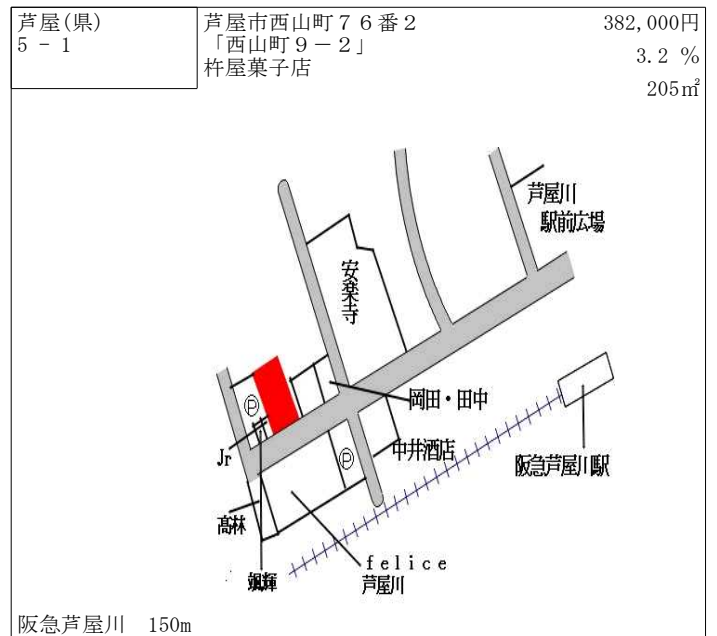 芦屋(県)
5 - 1
芦屋市西山町76番2
「西山町9-2」
杵屋菓子店
382,000円
3.2 %
205㎡
芦屋川
駅前広場
安楽寺
岡田・田中
Ⓟ
中井酒店
Jr
Ⓟ
阪急芦屋川駅
髙林
颯輝
felice
芦屋川
阪急芦屋川 150m